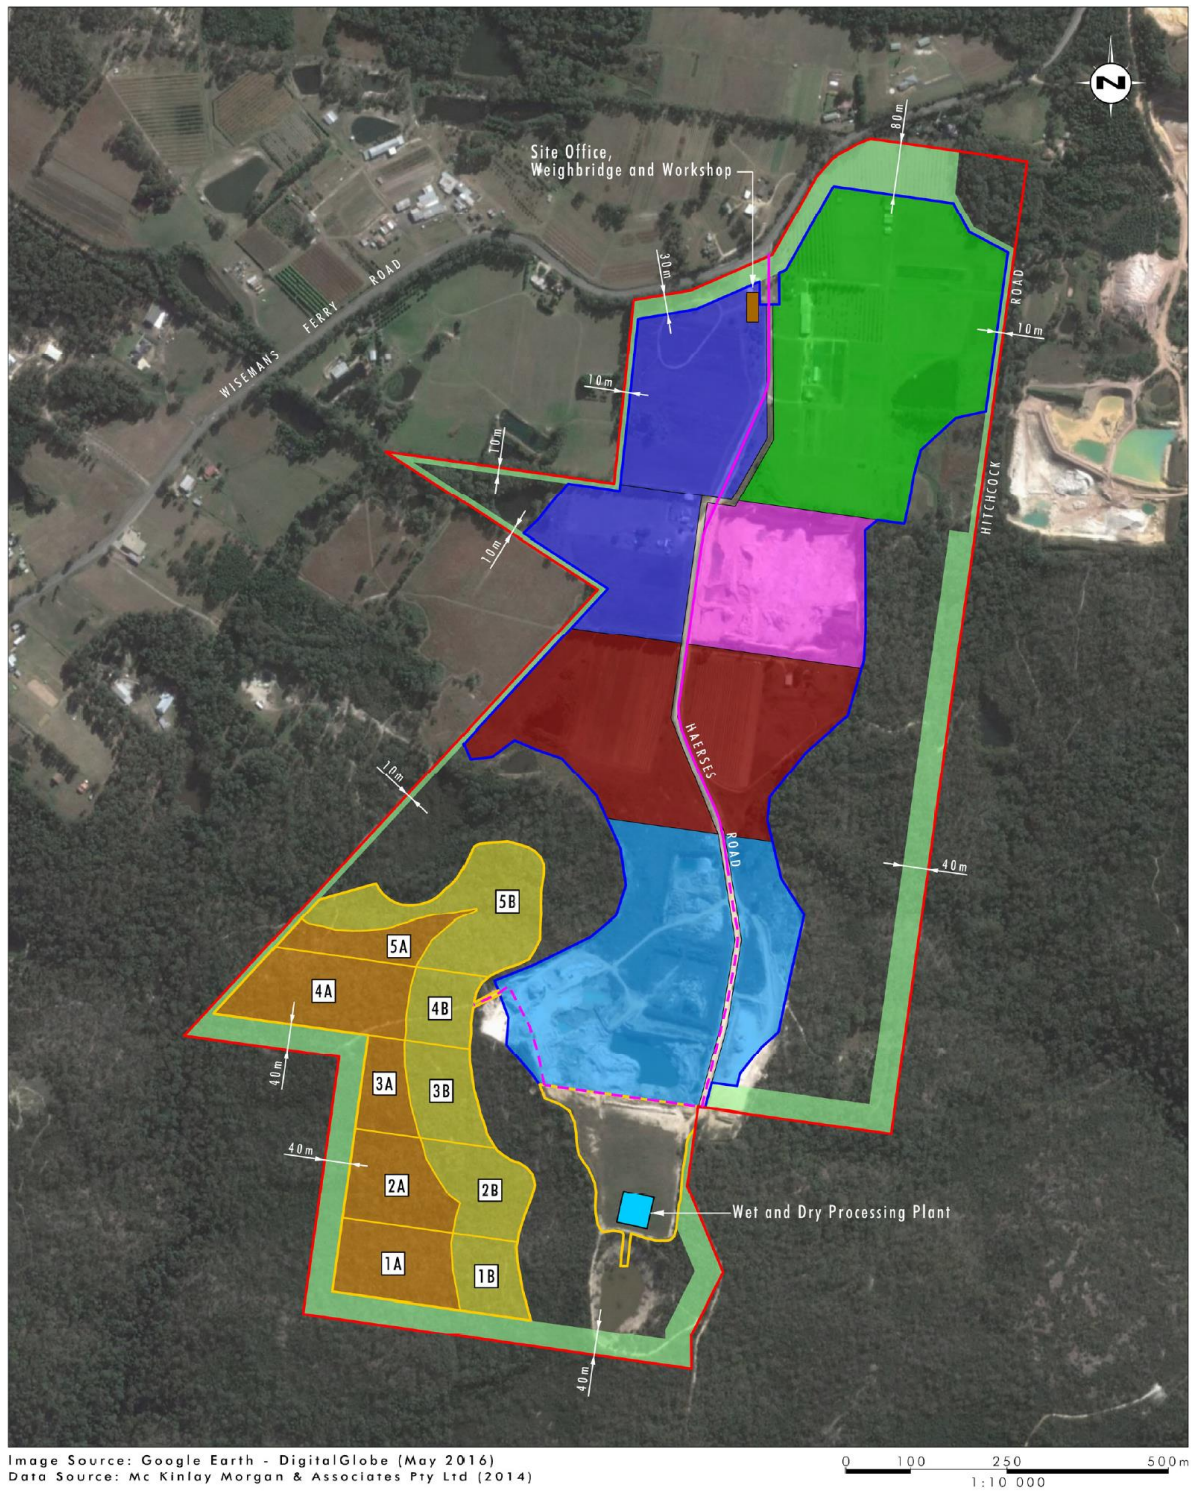 N
80m
Site Office,
Weighbridge and Workshop
30m
ROAD
FERRY
WISEMANS
ROAD
10m
10m
10m
HITCHCOCK
10m
HAERSES
10m
ROAD
40m
5B
5A
4A
4B
3A
3B
40m
40m
2A
2B
Wet and Dry Processing Plant
1A
1B
40m
Image Source: Google Earth - DigitalGlobe (May 2016)
Data Source: Mc Kinlay Morgan & Associates Pty Ltd (2014)
0 100 250 500m
1:10 000